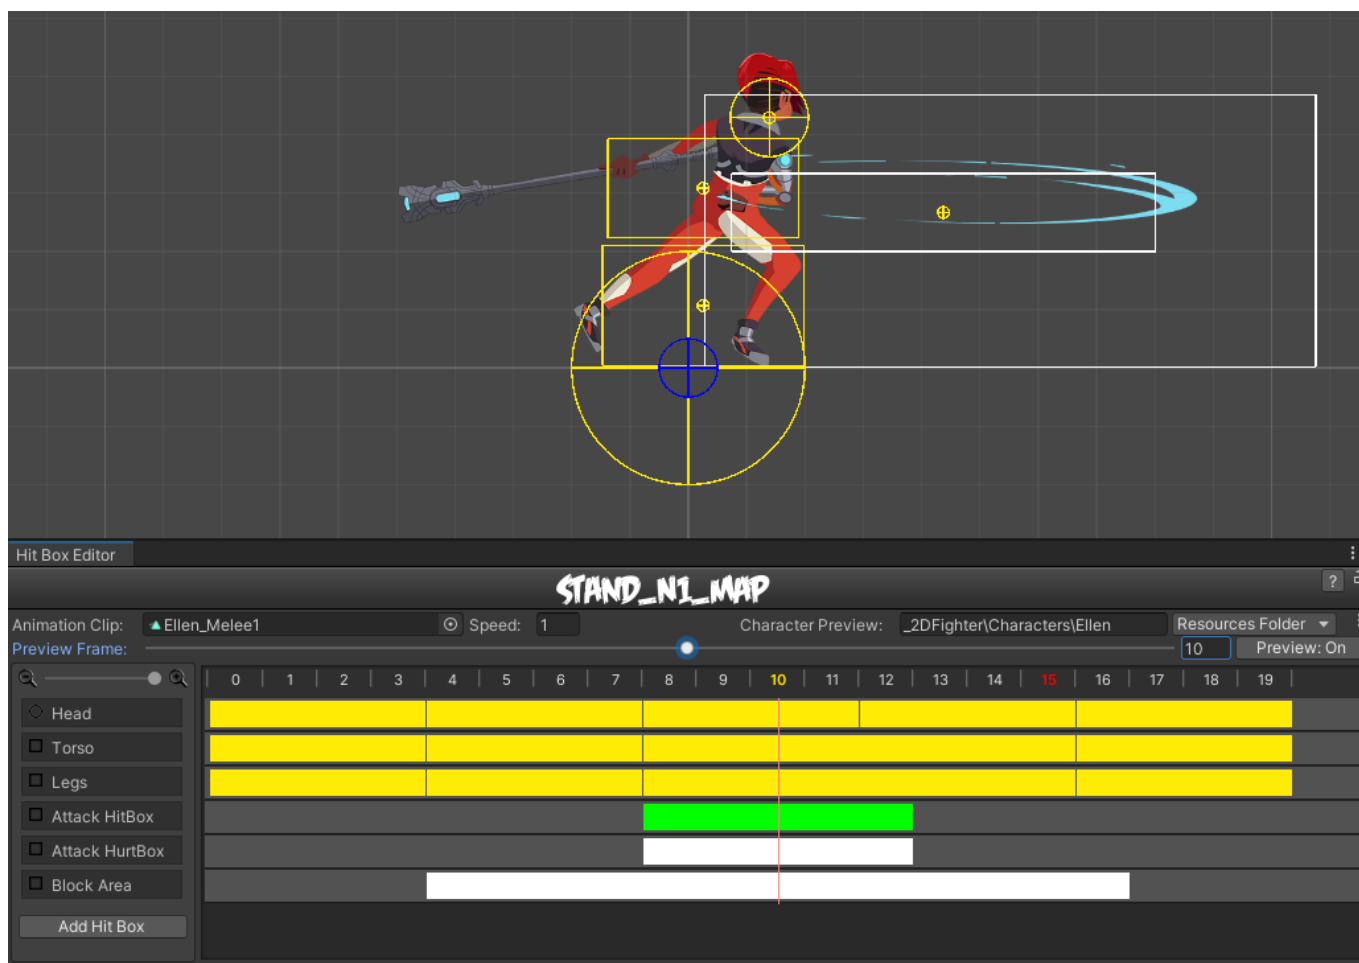 Hit Box Editor
STAND_N1_MAP
?
Animation Clip: Ellen_Melee1 Speed: 1 Character Preview: _2DFighter\Characters\Ellen Resources Folder
Preview Frame: 10 Preview: On
0 1 2 3 4 5 6 7 8 9 10 11 12 13 14 15 16 17 18 19
Head
Torso
Legs
Attack HitBox
Attack HurtBox
Block Area
Add Hit Box